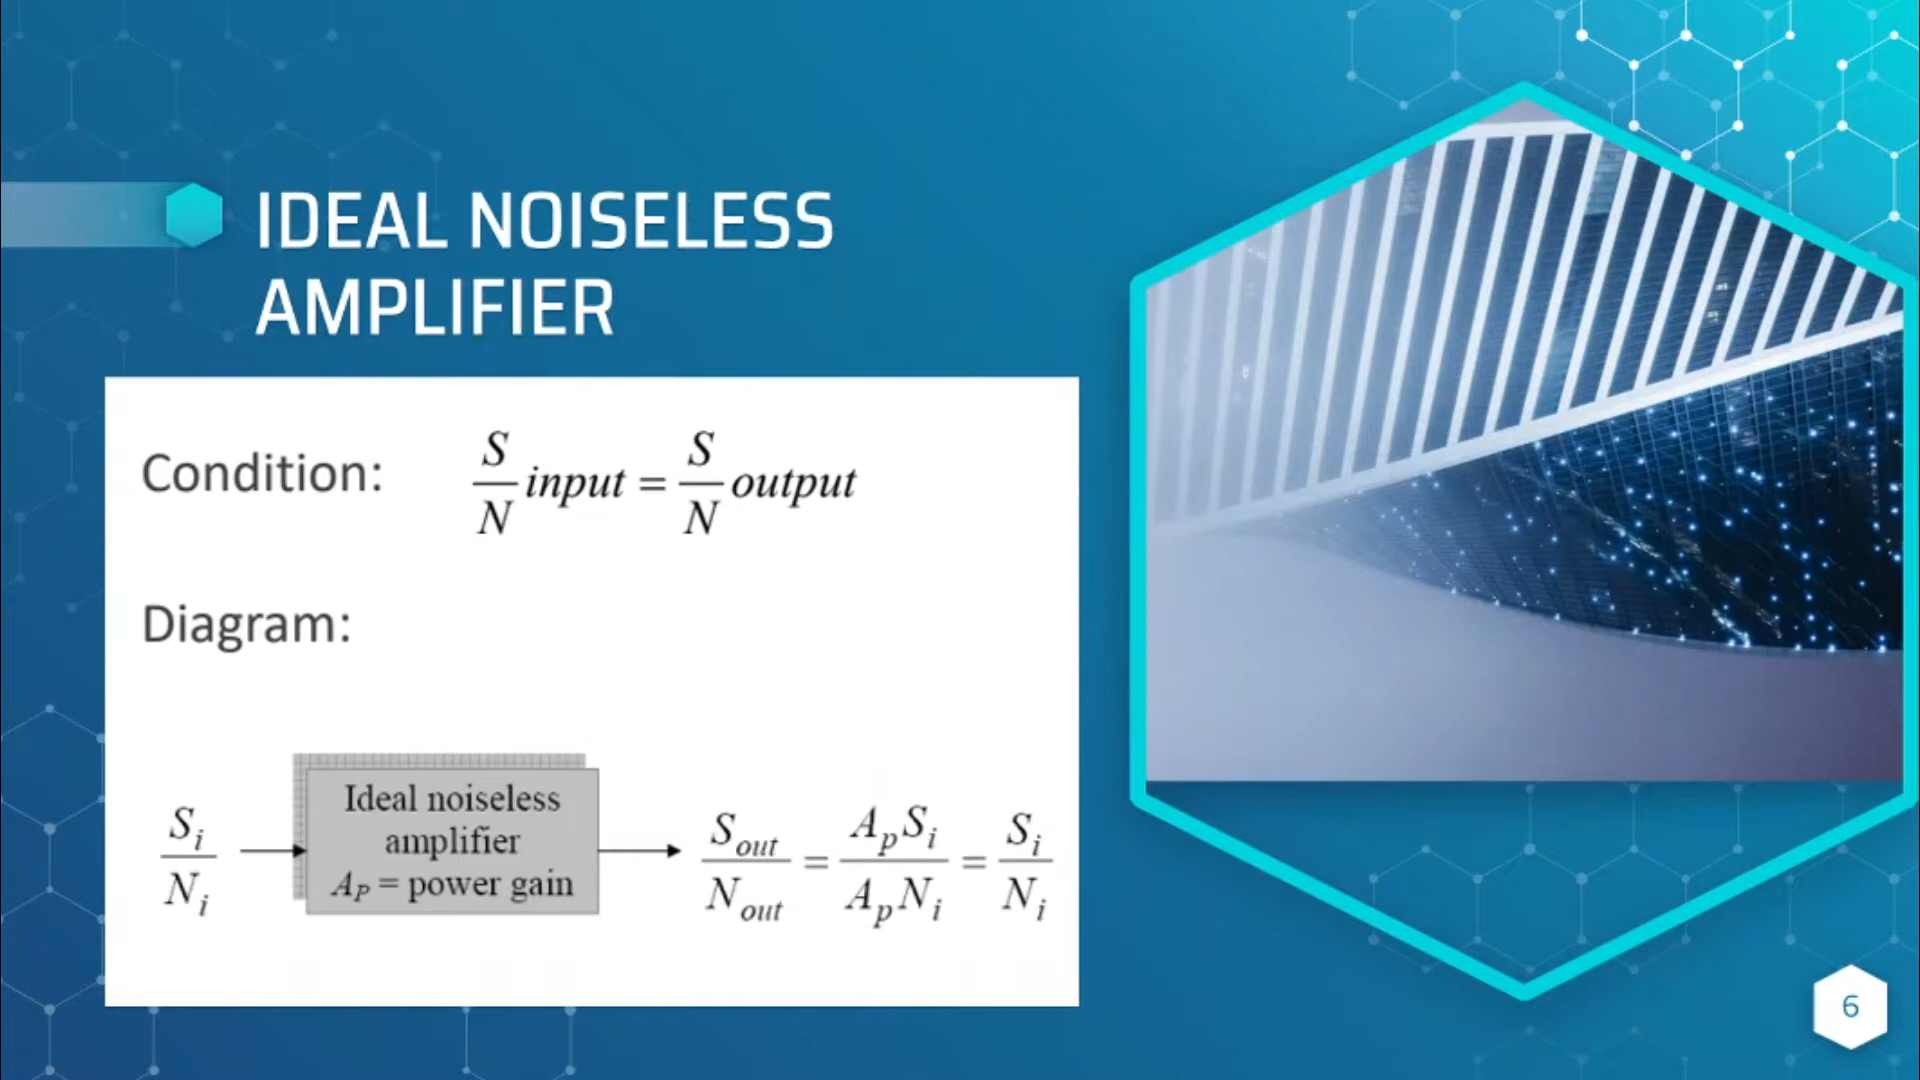 IDEAL NOISELESS
AMPLIFIER
Condition: S/N input = S/N output
Diagram:
S_i/N_i
Ideal noiseless
amplifier
A_P = power gain
S_out/N_out = A_pS_i/A_pN_i = S_i/N_i
6